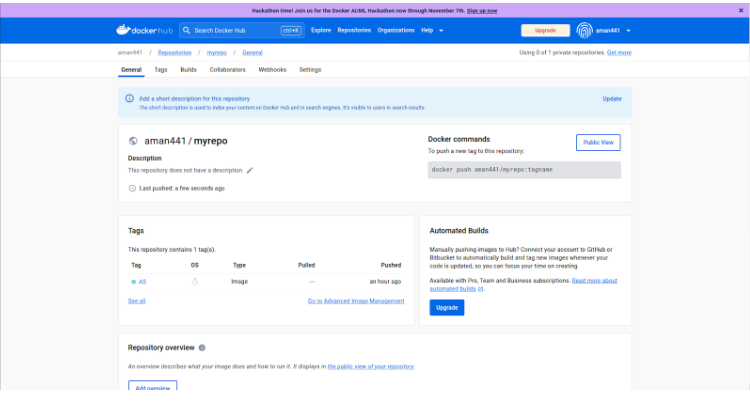 Hackathon time! Join us for the Docker AI/ML Hackathon now through November 7th. Sign up now
dockerhub
Search Docker Hub
ctrl+K
Explore Repositories Organizations Help
Upgrade
aman441
aman441 / Repositories / myrepo / General
Using 0 of 1 private repositories. Get more
General Tags Builds Collaborators Webhooks Settings
Add a short description for this repository
Update
The short description is used to index your content on Docker Hub and in search engines. It's visible to users in search results.
aman441 / myrepo
Description
This repository does not have a description
Last pushed: a few seconds ago
Docker commands
Public View
To push a new tag to this repository:
docker push aman441/myrepo:tagname
Tags
This repository contains 1 tag(s).
Tag OS Type Pulled Pushed
AS Image --- an hour ago
See all
Go to Advanced Image Management
Automated Builds
Manually pushing images to Hub? Connect your account to GitHub or
Bitbucket to automatically build and tag new images whenever your
code is updated, so you can focus your time on creating.
Available with Pro, Team and Business subscriptions. Read more about
automated builds
Upgrade
Repository overview
An overview describes what your image does and how to run it. It displays in the public view of your repository
Add overview